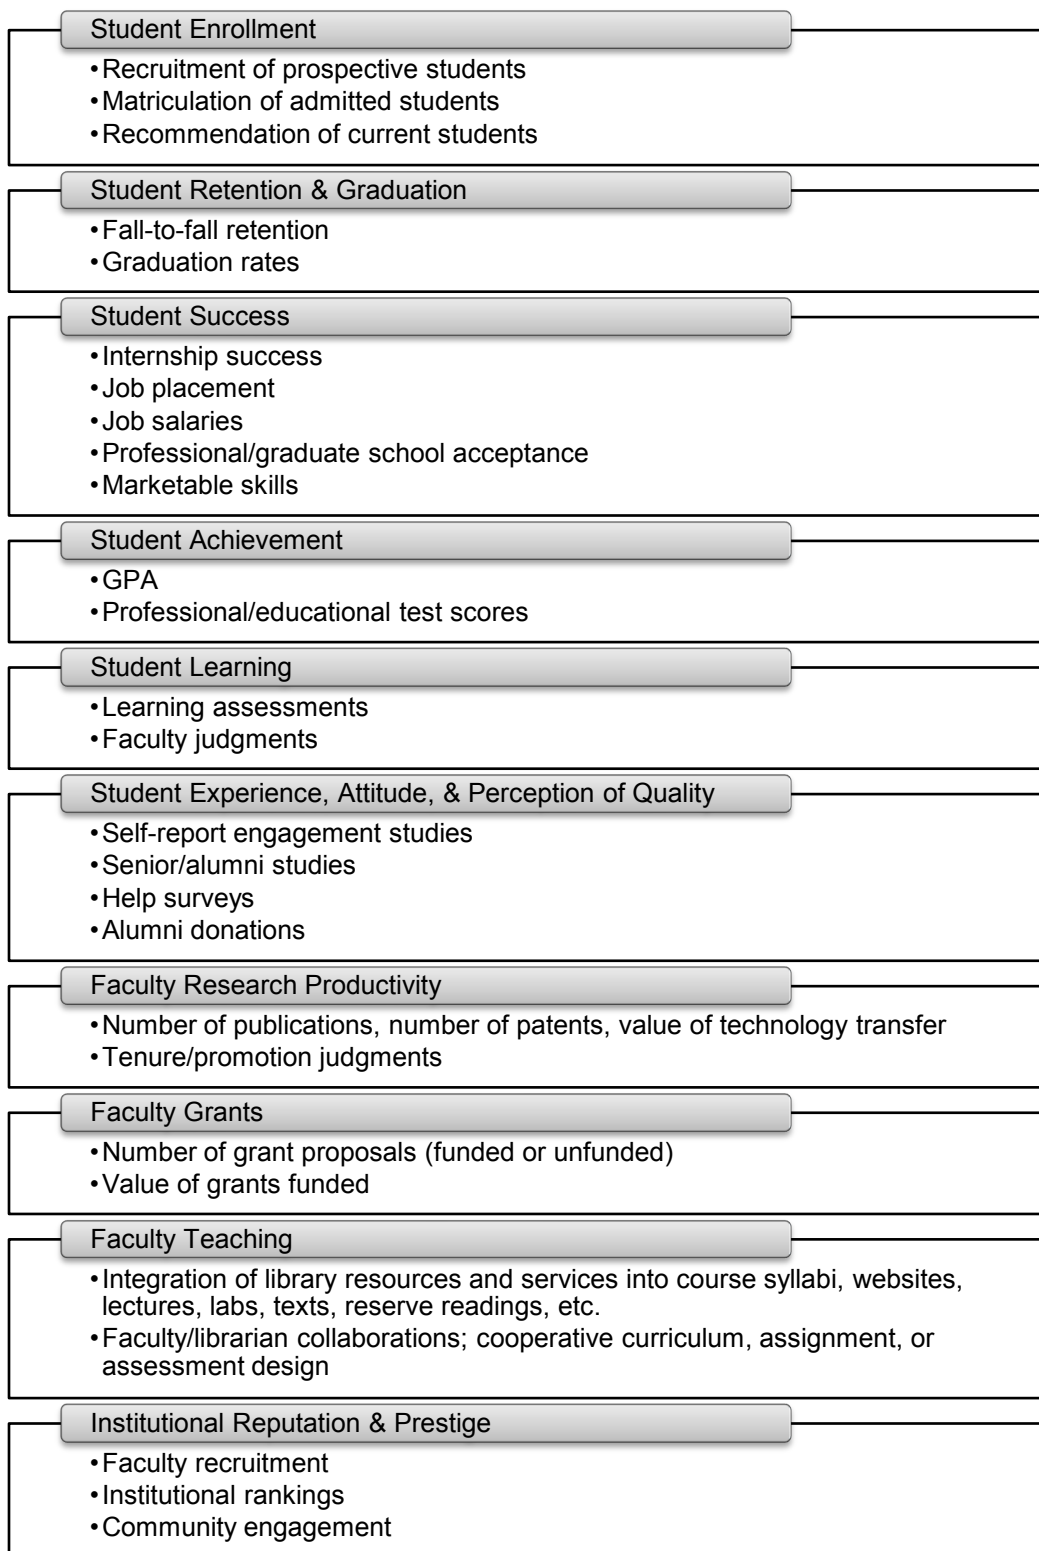 Student Enrollment
•Recruitment of prospective students
•Matriculation of admitted students
•Recommendation of current students
Student Retention & Graduation
•Fall-to-fall retention
•Graduation rates
Student Success
•Internship success
•Job placement
•Job salaries
•Professional/graduate school acceptance
•Marketable skills
Student Achievement
•GPA
•Professional/educational test scores
Student Learning
•Learning assessments
•Faculty judgments
Student Experience, Attitude, & Perception of Quality
•Self-report engagement studies
•Senior/alumni studies
•Help surveys
•Alumni donations
Faculty Research Productivity
•Number of publications, number of patents, value of technology transfer
•Tenure/promotion judgments
Faculty Grants
•Number of grant proposals (funded or unfunded)
•Value of grants funded
Faculty Teaching
•Integration of library resources and services into course syllabi, websites,
lectures, labs, texts, reserve readings, etc.
•Faculty/librarian collaborations; cooperative curriculum, assignment, or
assessment design
Institutional Reputation & Prestige
•Faculty recruitment
•Institutional rankings
•Community engagement